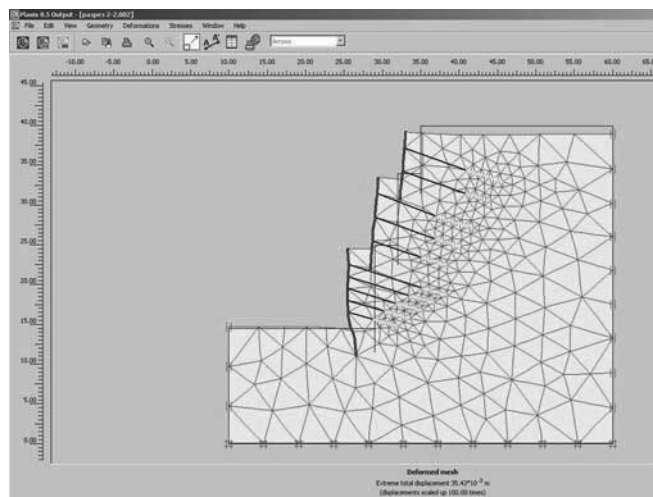 Plaxis 8.5 Output - [paspes 2-2.002]
File Edit View Geometry Deformations Stresses Window Help
Arrows
-10.00 -5.00 0.00 5.00 10.00 15.00 20.00 25.00 30.00 35.00 40.00 45.00 50.00 55.00 60.00 65.00
45.00
40.00
35.00
30.00
25.00
20.00
15.00
10.00
5.00
0.00
Deformed mesh
Extreme total displacement 35.43*10⁻³ m
(displacements scaled up 100.00 times)